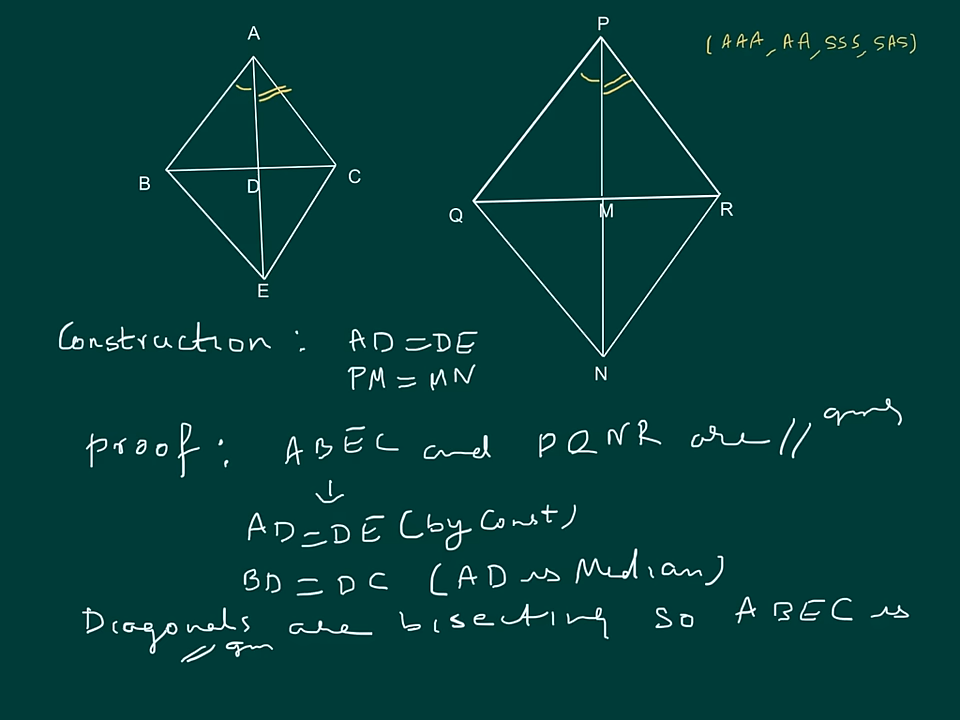 A
P
(AAA, AA, SSS, SAS)
B
D
C
Q
M
R
E
N
Construction : AD = DE
PM = MN
Proof : ABEC and PQNR are //gms
↓
AD = DE (by Const)
BD = DC (AD is Median)
Diagonals are bisecting so ABEC is
//gm